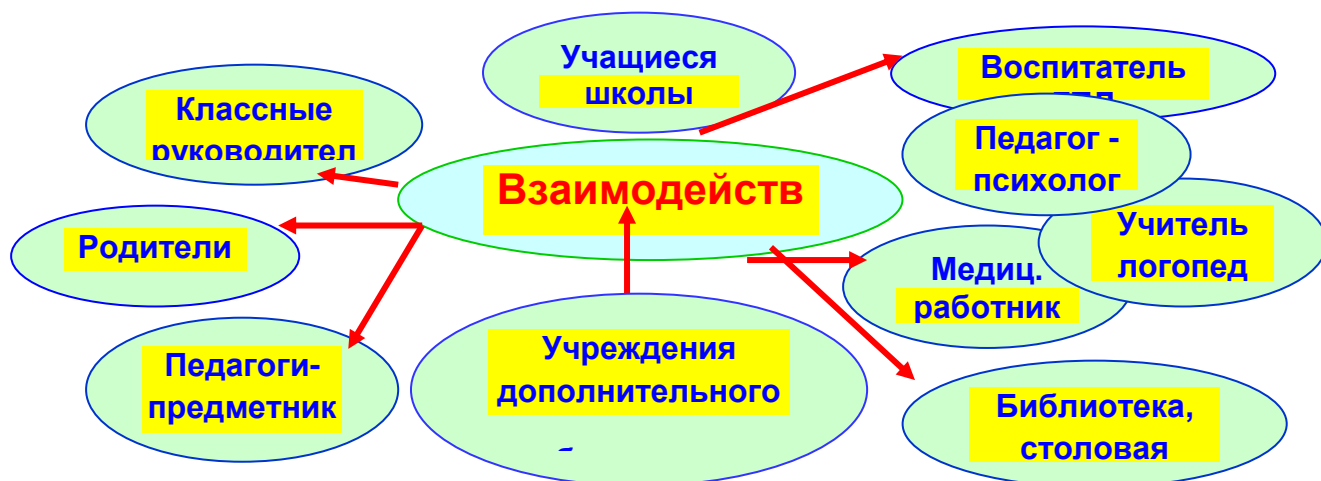 Учащиеся
школы
Воспитатель
Классные
руководител
Педагог -
психолог
Взаимодейств
Родители
Учитель
логопед
Медиц.
работник
Учреждения
дополнительного
Педагоги-
предметник
Библиотека,
столовая